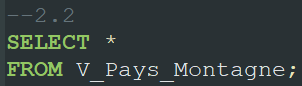 --2.2
SELECT *
FROM V_Pays_Montagne;